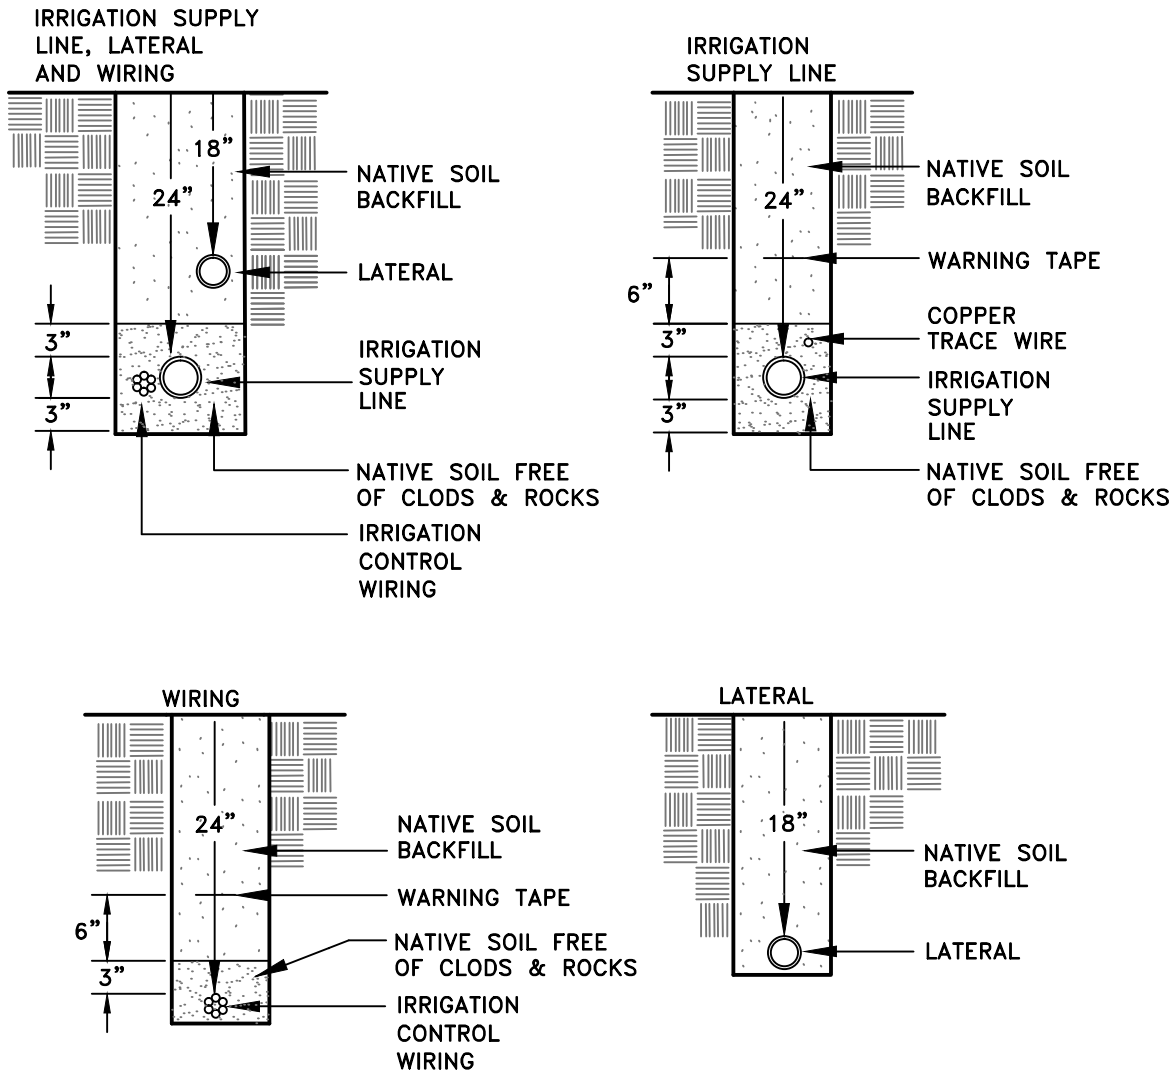 IRRIGATION SUPPLY
LINE, LATERAL
AND WIRING
18"
24"
NATIVE SOIL
BACKFILL
LATERAL
3"
3"
IRRIGATION
SUPPLY
LINE
NATIVE SOIL FREE
OF CLODS & ROCKS
IRRIGATION
CONTROL
WIRING
IRRIGATION
SUPPLY LINE
24"
NATIVE SOIL
BACKFILL
WARNING TAPE
6"
COPPER
TRACE WIRE
3"
3"
IRRIGATION
SUPPLY
LINE
NATIVE SOIL FREE
OF CLODS & ROCKS
WIRING
24"
NATIVE SOIL
BACKFILL
WARNING TAPE
6"
3"
NATIVE SOIL FREE
OF CLODS & ROCKS
IRRIGATION
CONTROL
WIRING
LATERAL
18"
NATIVE SOIL
BACKFILL
LATERAL